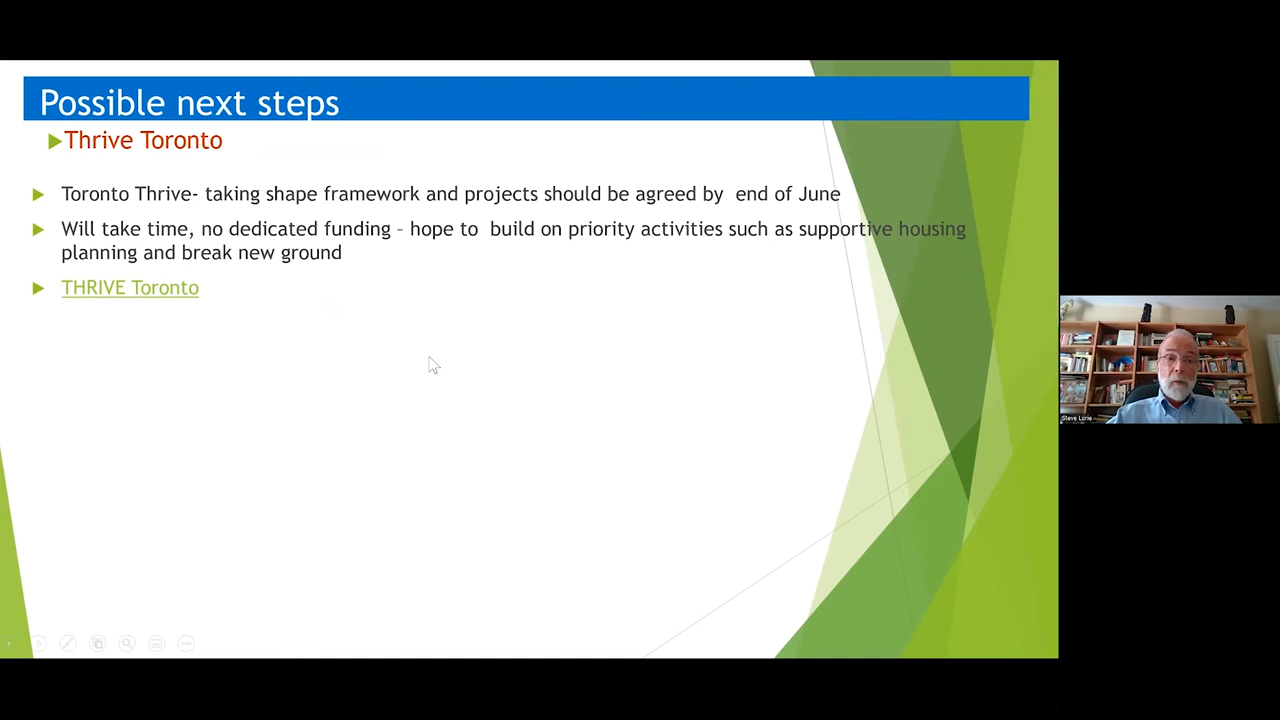 Possible next steps
Thrive Toronto
Toronto Thrive- taking shape framework and projects should be agreed by end of June
Will take time, no dedicated funding – hope to build on priority activities such as supportive housing
planning and break new ground
THRIVE Toronto
Steve Lurie